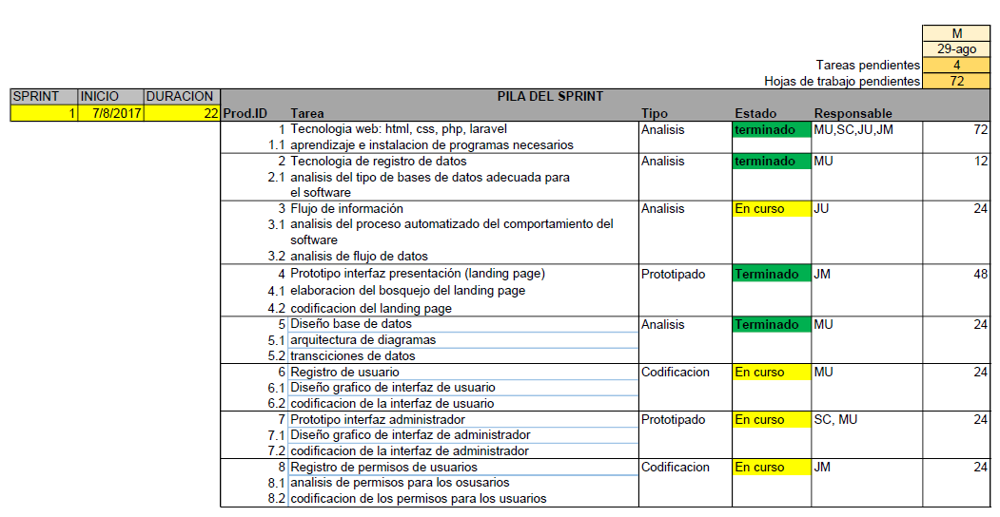 M
29-ago
Tareas pendientes 4
Hojas de trabajo pendientes 72
SPRINT INICIO DURACION PILA DEL SPRINT
1 7/8/2017 22 Prod.ID Tarea Tipo Estado Responsable
1 Tecnologia web: html, css, php, laravel Analisis terminado MU,SC,JU,JM 72
1.1 aprendizaje e instalacion de programas necesarios
2 Tecnologia de registro de datos Analisis terminado MU 12
2.1 analisis del tipo de bases de datos adecuada para
el software
3 Flujo de información Analisis En curso JU 24
3.1 analisis del proceso automatizado del comportamiento del
software
3.2 analisis de flujo de datos
4 Prototipo interfaz presentación (landing page) Prototipado Terminado JM 48
4.1 elaboracion del bosquejo del landing page
4.2 codificacion del landing page
5 Diseño base de datos Analisis Terminado MU 24
5.1 arquitectura de diagramas
5.2 transciciones de datos
6 Registro de usuario Codificacion En curso MU 24
6.1 Diseño grafico de interfaz de usuario
6.2 codificacion de la interfaz de usuario
7 Prototipo interfaz administrador Prototipado En curso SC, MU 24
7.1 Diseño grafico de interfaz de administrador
7.2 codificacion de la interfaz de administrador
8 Registro de permisos de usuarios Codificacion En curso JM 24
8.1 analisis de permisos para los osusarios
8.2 codificacion de los permisos para los usuarios